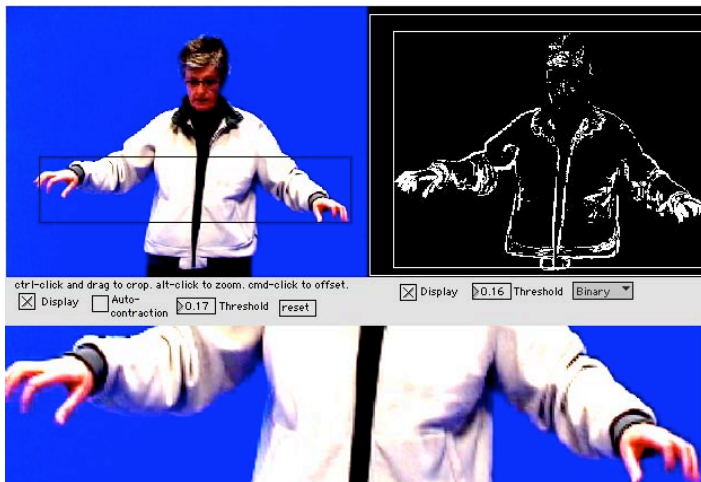 ctrl-click and drag to crop. alt-click to zoom. cmd-click to offset.
Display
Auto-contraction
0.17 Threshold
reset
Display
0.16 Threshold
Binary